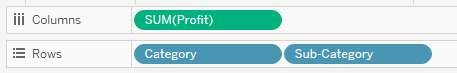 Columns SUM(Profit)
Rows Category Sub-Category